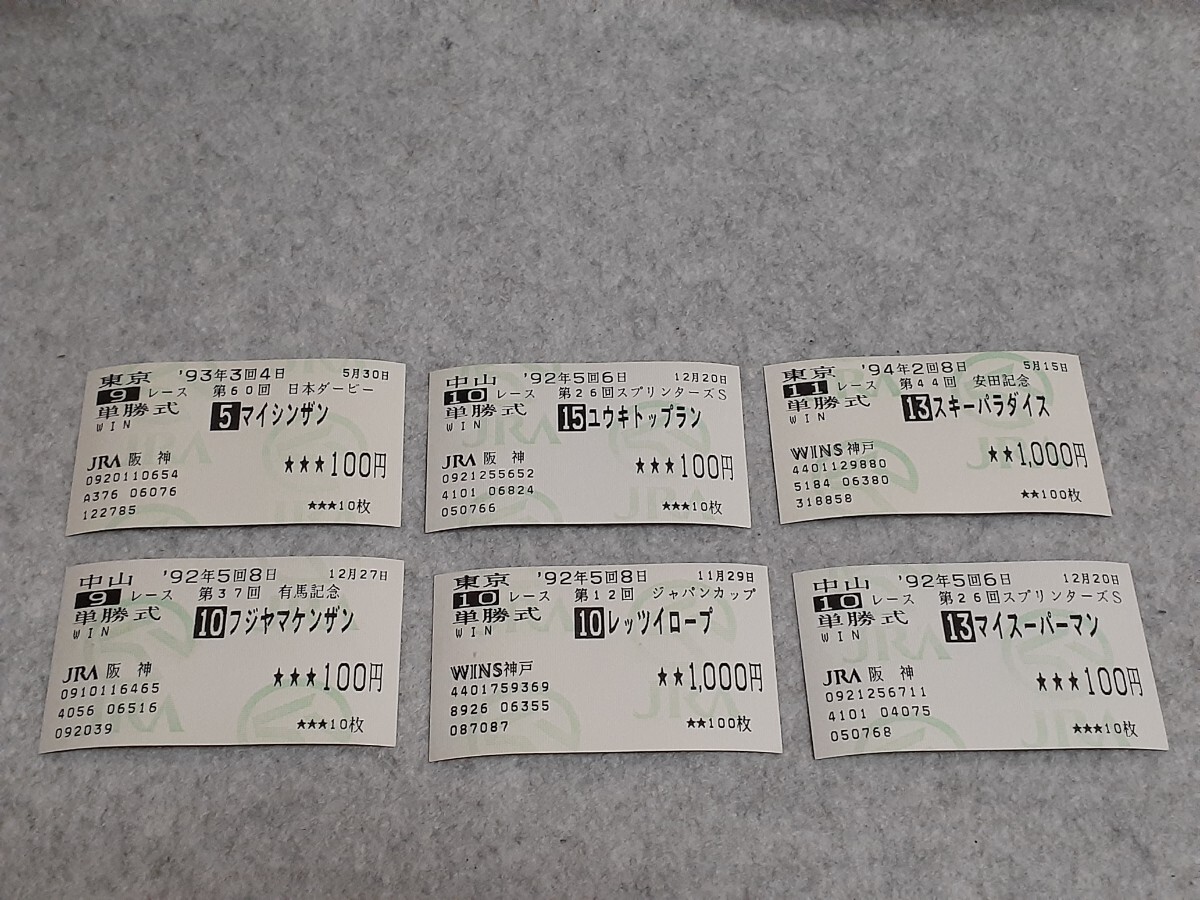 東京 '93年3回4日 5月30日
9 レース 第60回 日本ダービー
単勝式 5 マイシンザン
WIN
JRA 阪神 ★★★100円
0920110654
A376 06076
122785 ★★★10枚
中山 '92年5回6日 12月20日
10 レース 第26回スプリンターズS
単勝式 15 ユウキトップラン
WIN
JRA 阪神 ★★★100円
0921255652
4101 06824
050766 ★★★10枚
東京 '94年2回8日 5月15日
11 レース 第44回 安田記念
単勝式 13 スキーパラダイス
WIN
WINS神戸 ★★1,000円
4401129880
5184 06380
318858 ★★100枚
中山 '92年5回8日 12月27日
9 レース 第37回 有馬記念
単勝式 10 フジヤマケンザン
WIN
JRA 阪神 ★★★100円
0910116465
4056 06516
092039 ★★★10枚
東京 '92年5回8日 11月29日
10 レース 第12回 ジャパンカップ
単勝式 10 レッツイロープ
WIN
WINS神戸 ★★1,000円
4401759369
8926 06355
087087 ★★100枚
中山 '92年5回6日 12月20日
10 レース 第26回スプリンターズS
単勝式 13 マイスーパーマン
WIN
JRA 阪神 ★★★100円
0921256711
4101 04075
050768 ★★★10枚